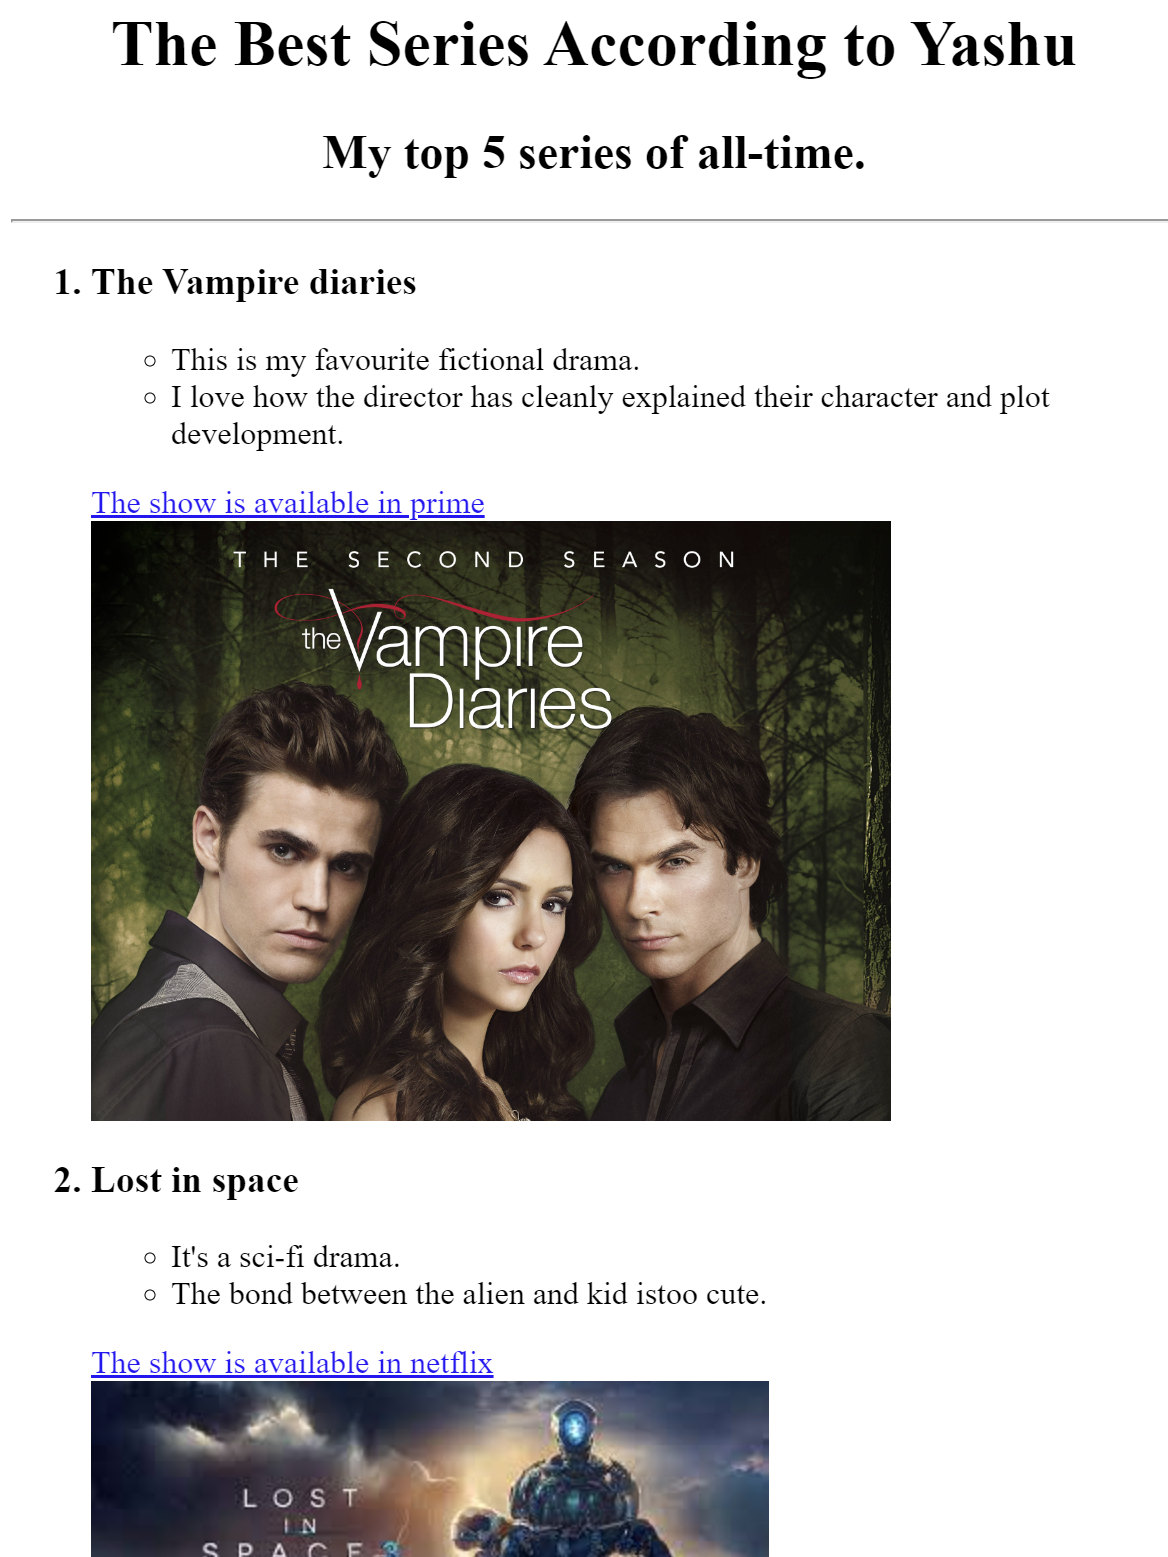 The Best Series According to Yashu
My top 5 series of all-time.
1. The Vampire diaries
This is my favourite fictional drama.
I love how the director has cleanly explained their character and plot
development.
The show is available in prime
THE SECOND SEASON
the Vampire
Diaries
2. Lost in space
It's a sci-fi drama.
The bond between the alien and kid istoo cute.
The show is available in netflix
LOST
IN
SPACE 3